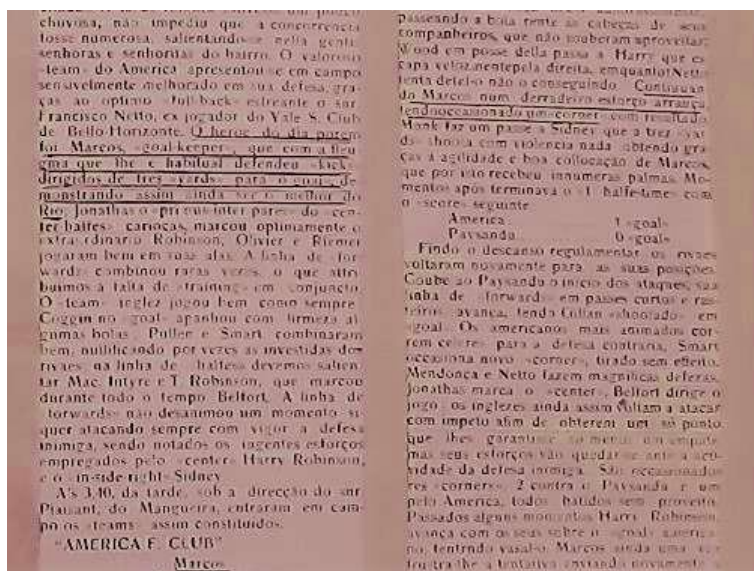 chuvosa, não impediu que a concorrencia
fosse numerosa, salientando-se nella gentis
senhoras e senhoritas do bairro. O valoroso
«team» do America apresentou-se em campo
sensivelmente melhorado em sua defesa, gra-
ças ao optimo «full-back» estreante o snr.
Francisco Netto, ex jogador do Yale S. Club
de Bello-Horizonte. O heroe do dia porem
foi Marcos, «goal-keeper», que com a fleu-
gma que lhe é habitual defendeu «kicks»
dirigidos de tres «yards» para o «goal», de-
monstrando assim ainda ser o melhor do
Rio; Jonathas o «primus inter pares» do «cen-
ter halfes» cariocas, marcou optimamente o
extraordinario Robinson, Olivier e Riemer
jogaram bem em suas alas. A linha de «for-
wards» combinou raras vezes, o que attri-
buimos a falta de «training» em conjuncto.
O «team» inglez jogou bem como sempre
Coggin no «goal» apanhou com firmeza al-
gumas bolas. Pullen e Smart combinaram
bem, nullificando por vezes as investidas dos
rivaes na linha de halfes devemos salien-
tar Mac. Intyre e T. Robinson, que marcou
durante todo o tempo Belfort. A linha de
forwards» não desanimou um momento si-
quer atacando sempre com vigor a defesa
inimiga, sendo notados os ingentes esforços
empregados pelo «center» Harry Robinson,
e o «in-side-right» Sidney
A's 3,40, da tarde, sob a direcção do snr
do Mangueira, entraram em cam-
po os «teams» assim constituidos.
"AMERICA F. CLUB"
Marcos
passeando a bola rente as cabeças de seus
companheiros, que não souberam aproveitar.
Wood em posse della passa a Harry que es-
capa velozmente pela direita, emquanto Netto
tenta detel-o não o conseguindo. Continuan-
do Marcos num derradeiro esforço arranca,
tendo occasionado um «corner» com resultado.
Monk faz um passe a Sidney que a trez «yar-
ds» shoota com violencia nada obtendo gra-
ças á agilidade e boa collocação de Marcos,
que por isto recebeu innumeras palmas. Mo-
mentos após terminava o «1 halfe-time» com
o «score» seguinte
America 1 «goal»
Paysandu 0 «goal»
Findo o descanso regulamentar os rivaes
voltaram novamente para as suas posições.
Coube ao Paysandu o inicio dos ataques, sua
linha de «forwards» em passes curtos e ras-
teiros avança, tendo Cullan «shootado» em
«goal». Os americanos mais animados cor-
rem celeres para a defesa contraria, Smart
occasiona novo «corner», tirado sem effeito.
Mendonça e Netto fazem magnificas defezas.
Jonathas marca o «center», Belfort dirige o
jogo, os inglezes ainda assim voltam a atacar
com impeto afim de obterem um só ponto
que lhes garantisse ao menos um empate
mas seus esforços vão quedar-se ante a acti-
vidade da defesa inimiga. São occasionados
tres «corners», 2 contra o Paysandu e um
pelo America, todos batidos sem proveito.
Passados alguns momentos Harry Robinson,
avança com os seus sobre o «goal» america-
no, tentando vasal-o. Marcos ainda uma vez
frustra-lhe a tentativa enviando novamente a